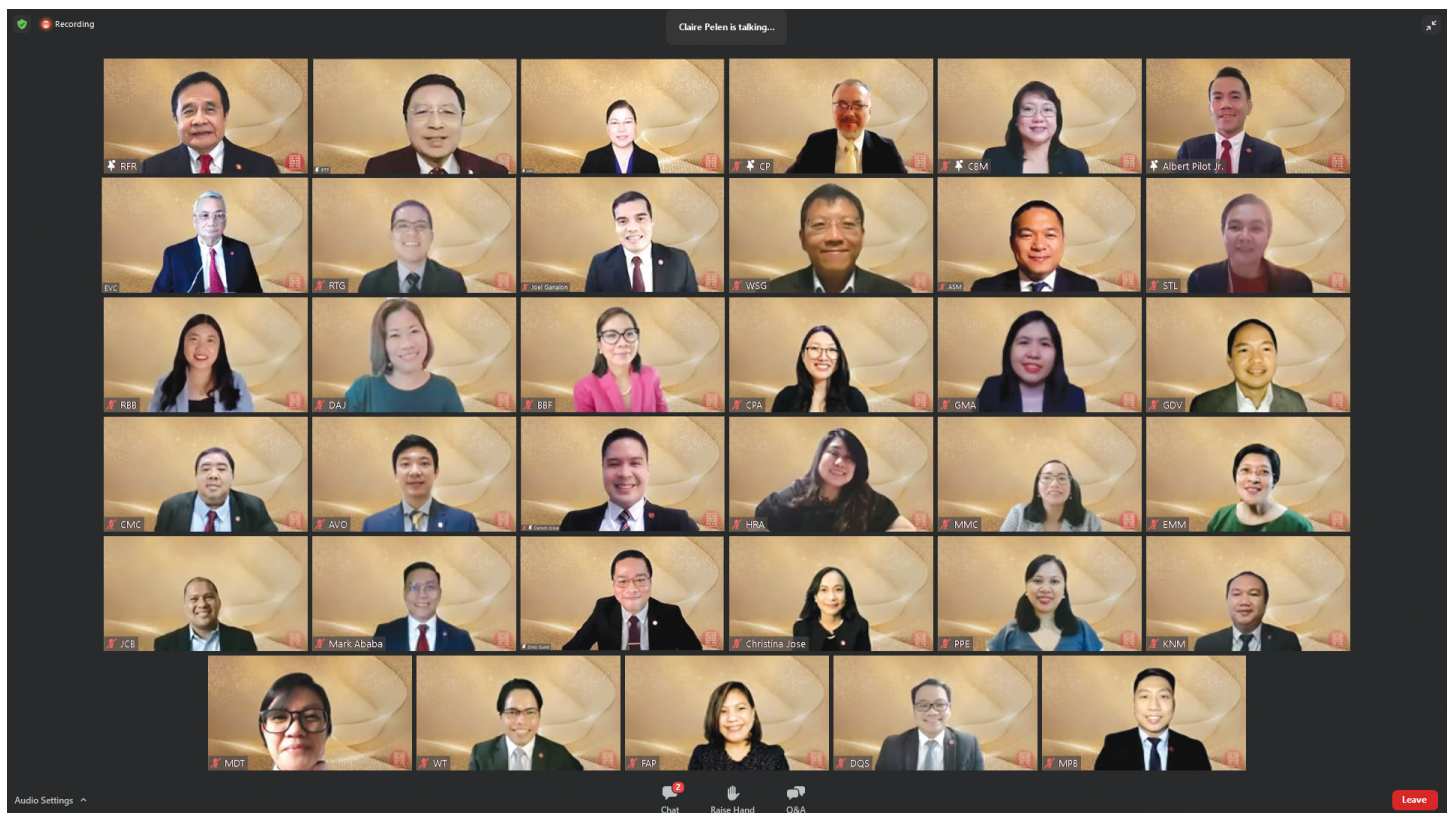 Recording
Claire Pelen is talking...
RFR
CP
CBM
Albert Pilot Jr.
EVC
RTG
Joel Ganalon
WSG
ASM
STL
RBB
DAJ
BBF
CPA
GMA
GDV
CMC
AVO
HRA
MMC
EMM
JCB
Mark Ababa
Christina Jose
PPE
KNM
MDT
WT
FAP
DQS
MPB
Audio Settings
2
Chat
Raise Hand
Q&A
Leave